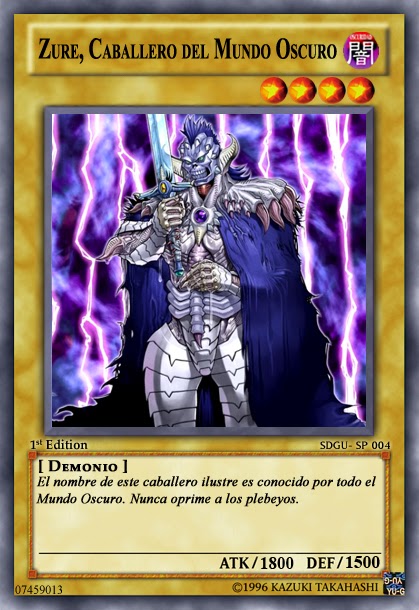 Zure, Caballero del Mundo Oscuro
OSCURIDAD
闇
1st Edition
SDGU- SP 004
[ Demonio ]
El nombre de este caballero ilustre es conocido por todo el
Mundo Oscuro. Nunca oprime a los plebeyos.
ATK/1800 DEF/1500
07459013
©1996 KAZUKI TAKAHASHI